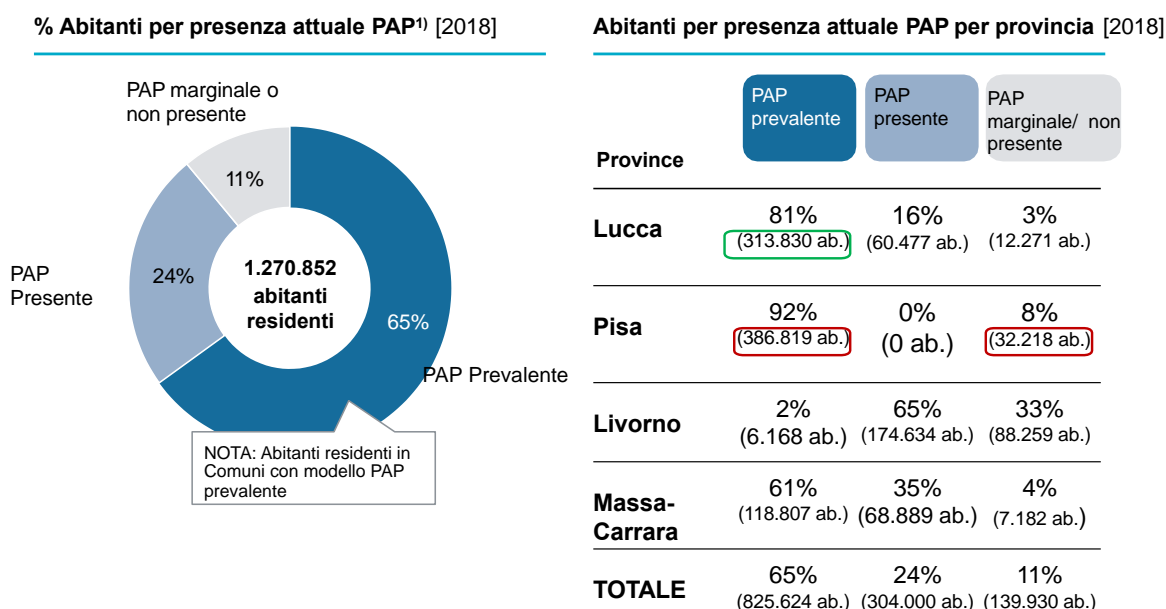 % Abitanti per presenza attuale PAP¹⁾ [2018]
PAP marginale o
non presente
11%
PAP
Presente
24%
1.270.852
abitanti
residenti
65%
PAP Prevalente
NOTA: Abitanti residenti in
Comuni con modello PAP
prevalente
Abitanti per presenza attuale PAP per provincia [2018]
Province
PAP
prevalente
PAP
presente
PAP
marginale/ non
presente
Lucca
81% 16% 3%
(313.830 ab.) (60.477 ab.) (12.271 ab.)
Pisa
92% 0% 8%
(386.819 ab.) (0 ab.) (32.218 ab.)
Livorno
2% 65% 33%
(6.168 ab.) (174.634 ab.) (88.259 ab.)
Massa-
Carrara
61% 35% 4%
(118.807 ab.) (68.889 ab.) (7.182 ab.)
TOTALE
65% 24% 11%
(825.624 ab.) (304.000 ab.) (139.930 ab.)